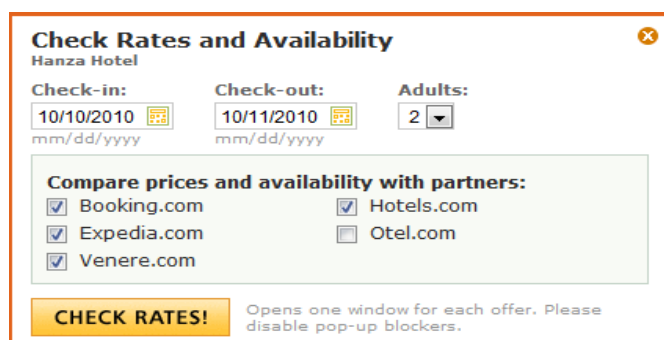 Check Rates and Availability
Hanza Hotel
Check-in: Check-out: Adults:
10/10/2010 10/11/2010 2
mm/dd/yyyy mm/dd/yyyy
Compare prices and availability with partners:
Booking.com Hotels.com
Expedia.com Otel.com
Venere.com
CHECK RATES! Opens one window for each offer. Please
disable pop-up blockers.